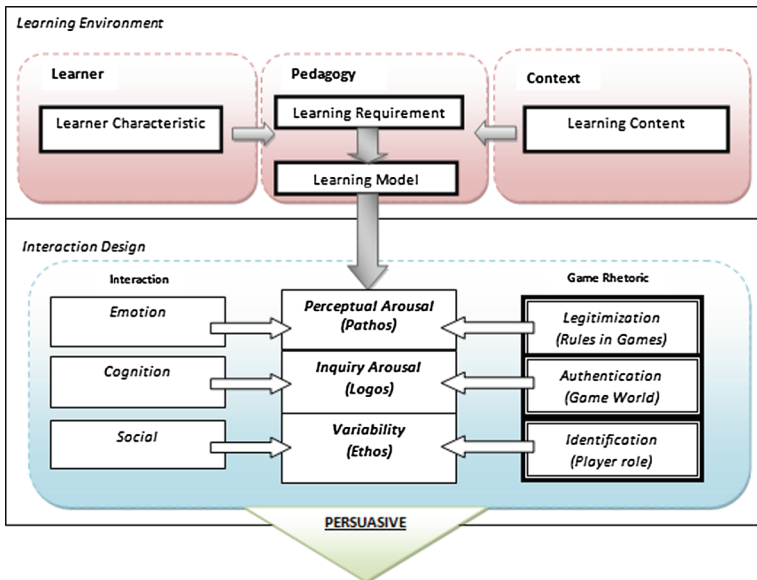 Learning Environment
Learner
Pedagogy
Context
Learner Characteristic
Learning Requirement
Learning Content
Learning Model
Interaction Design
Interaction
Game Rhetoric
Emotion
Perceptual Arousal
(Pathos)
Legitimization
(Rules in Games)
Cognition
Inquiry Arousal
(Logos)
Authentication
(Game World)
Social
Variability
(Ethos)
Identification
(Player role)
PERSUASIVE